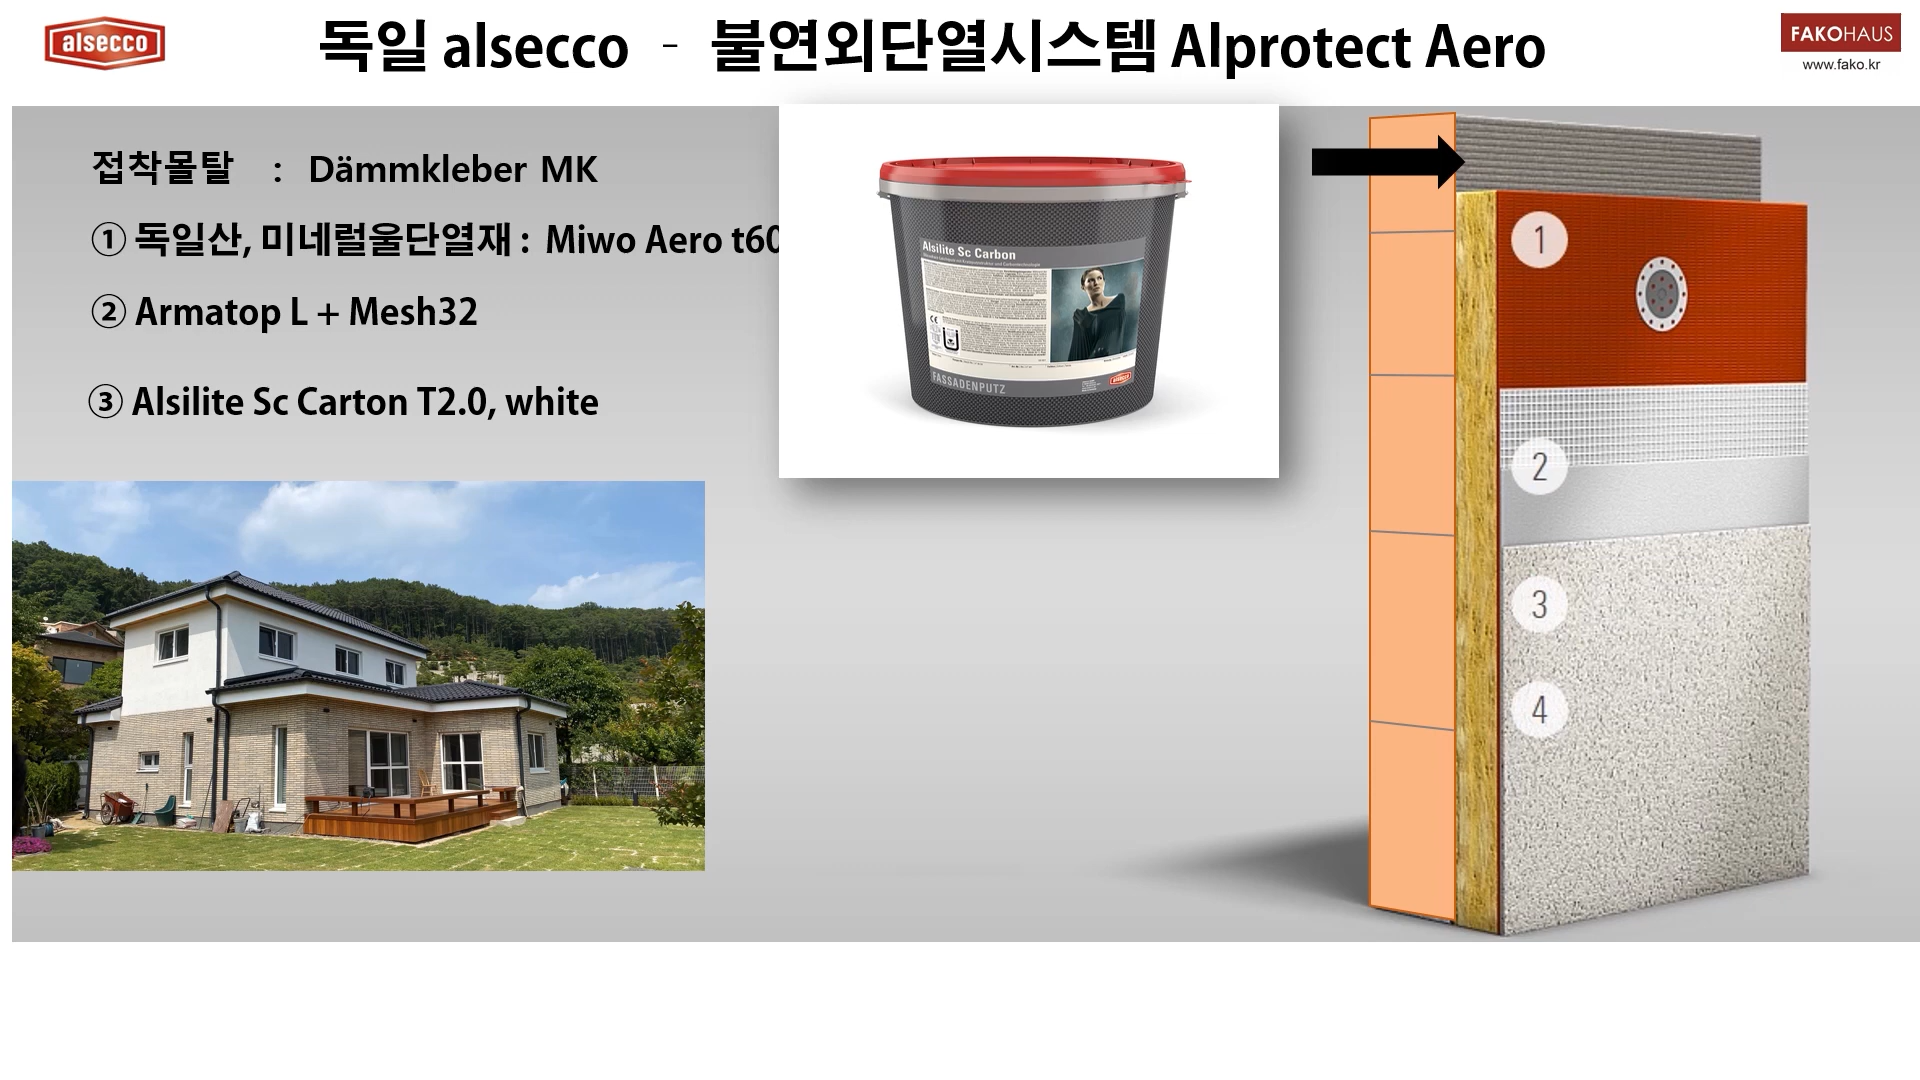 alsecco
독일 alsecco - 불연외단열시스템 Alprotect Aero
FAKOHAUS
www.fako.kr
접착몰탈 : Dämmkleber MK
① 독일산, 미네럴울단열재 : Miwo Aero t60
② Armatop L + Mesh32
③ Alsilite Sc Carton T2.0, white
Alsilite Sc Carbon
FASSADENPUTZ
alsecco
1
2
3
4